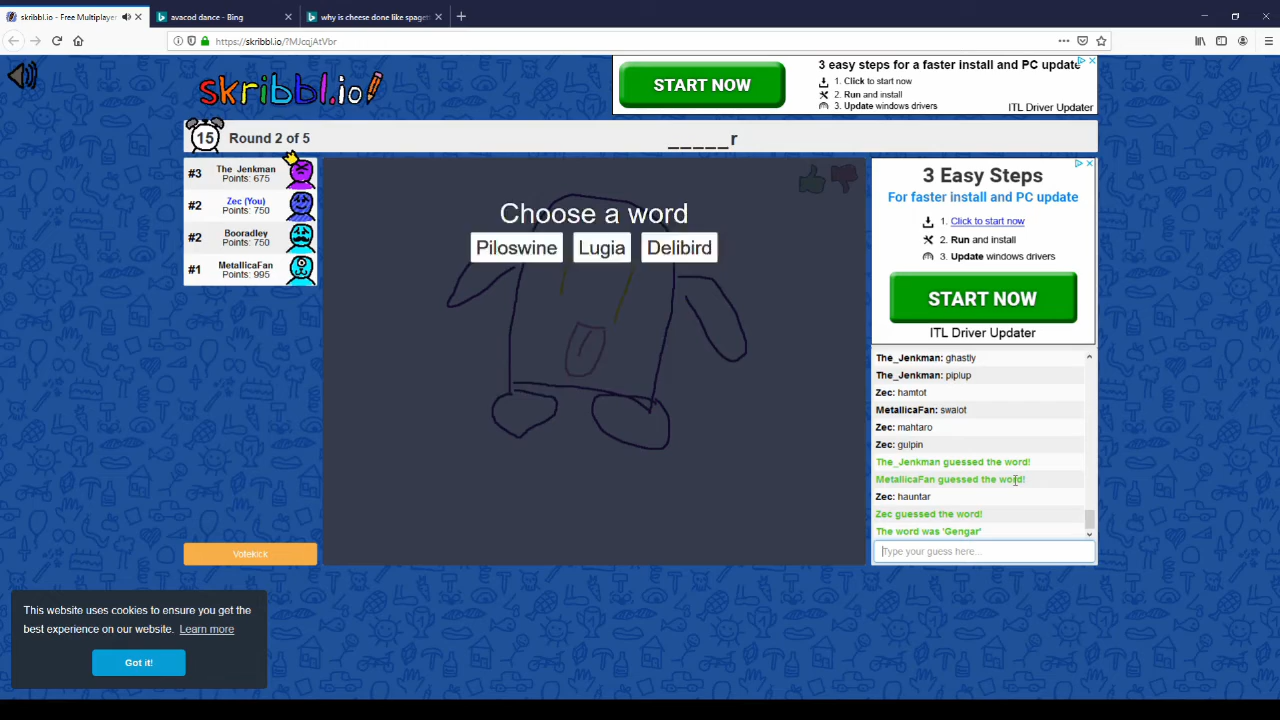 skribbl.io - Free Multiplayer
avacod dance - Bing
why is cheese done like spaget
https://skribbl.io/?MJcqjAtVbr
skribbl.io
START NOW
3 easy steps for a faster install and PC update
1. Click to start now
2. Run and install
3. Update windows drivers
ITL Driver Updater
15
Round 2 of 5
_____r
#3
The_Jenkman
Points: 675
#2
Zec (You)
Points: 750
#2
Booradley
Points: 750
#1
MetallicaFan
Points: 995
Votekick
Choose a word
Piloswine
Lugia
Delibird
3 Easy Steps
For faster install and PC update
1. Click to start now
2. Run and install
3. Update windows drivers
START NOW
ITL Driver Updater
The_Jenkman: ghastly
The_Jenkman: piplup
Zec: hamtot
MetallicaFan: swalot
Zec: mahtaro
Zec: gulpin
The_Jenkman guessed the word!
MetallicaFan guessed the word!
Zec: hauntar
Zec guessed the word!
The word was 'Gengar'
Type your guess here...
This website uses cookies to ensure you get the
best experience on our website. Learn more
Got it!